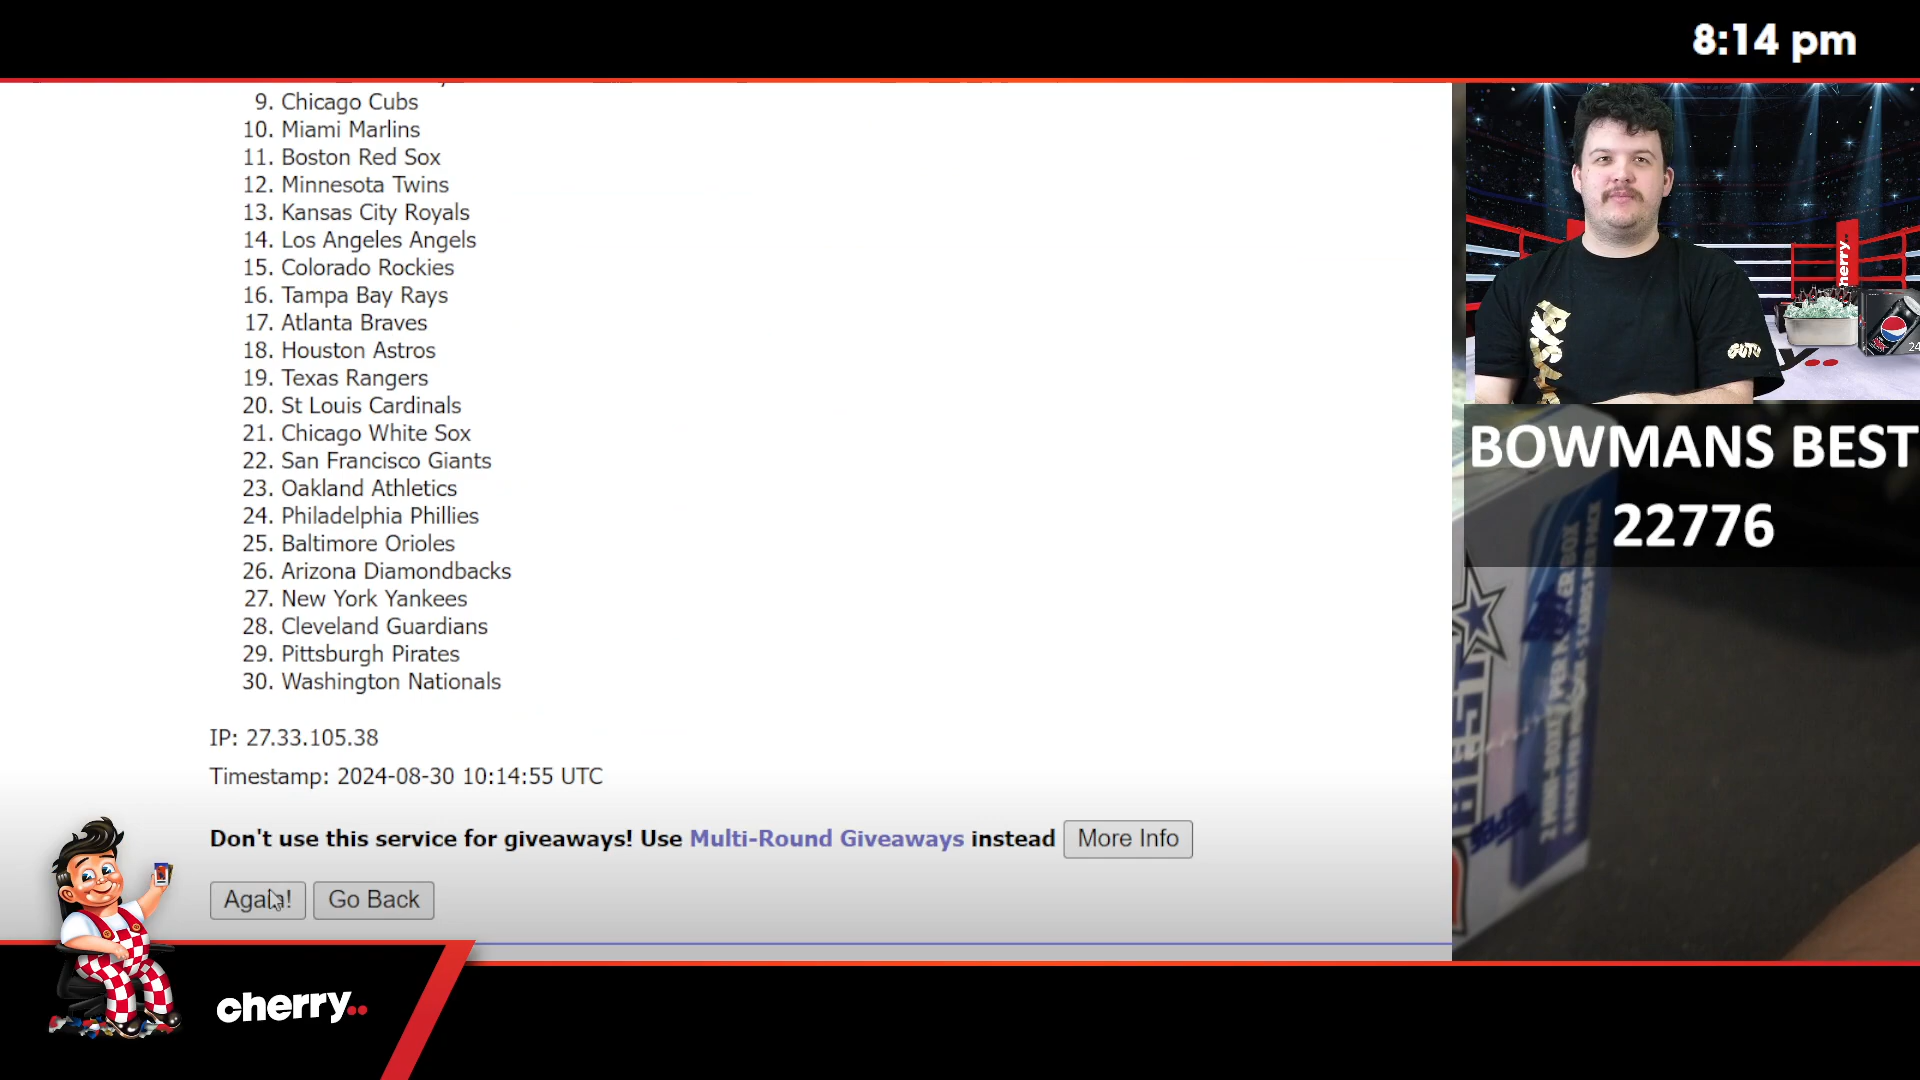 8:14 pm
9. Chicago Cubs
10. Miami Marlins
11. Boston Red Sox
12. Minnesota Twins
13. Kansas City Royals
14. Los Angeles Angels
15. Colorado Rockies
16. Tampa Bay Rays
17. Atlanta Braves
18. Houston Astros
19. Texas Rangers
20. St Louis Cardinals
21. Chicago White Sox
22. San Francisco Giants
23. Oakland Athletics
24. Philadelphia Phillies
25. Baltimore Orioles
26. Arizona Diamondbacks
27. New York Yankees
28. Cleveland Guardians
29. Pittsburgh Pirates
30. Washington Nationals
IP: 27.33.105.38
Timestamp: 2024-08-30 10:14:55 UTC
Don't use this service for giveaways! Use Multi-Round Giveaways instead More Info
Again! Go Back
cherry..
BOWMANS BEST
22776
herry..
24